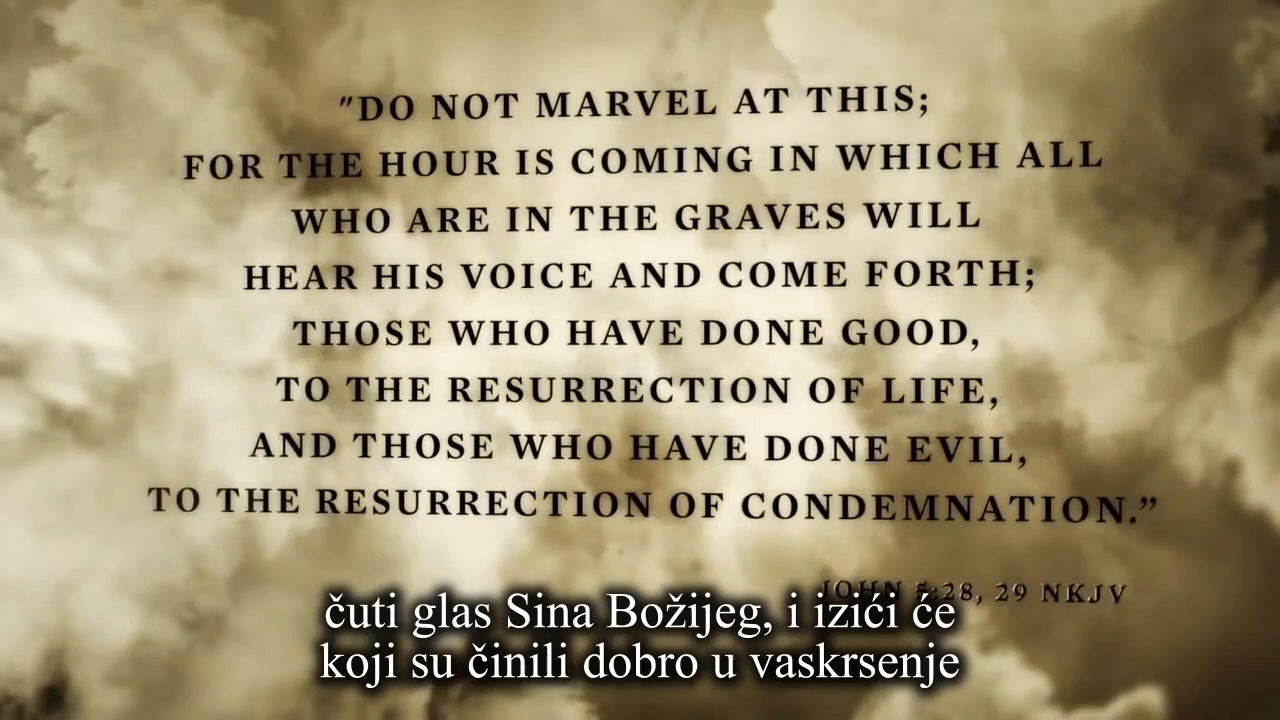 "DO NOT MARVEL AT THIS;
FOR THE HOUR IS COMING IN WHICH ALL
WHO ARE IN THE GRAVES WILL
HEAR HIS VOICE AND COME FORTH;
THOSE WHO HAVE DONE GOOD,
TO THE RESURRECTION OF LIFE,
AND THOSE WHO HAVE DONE EVIL,
TO THE RESURRECTION OF CONDEMNATION.”
JOHN 5:28, 29 NKJV
čuti glas Sina Božijeg, i izići će
koji su činili dobro u vaskrsenje